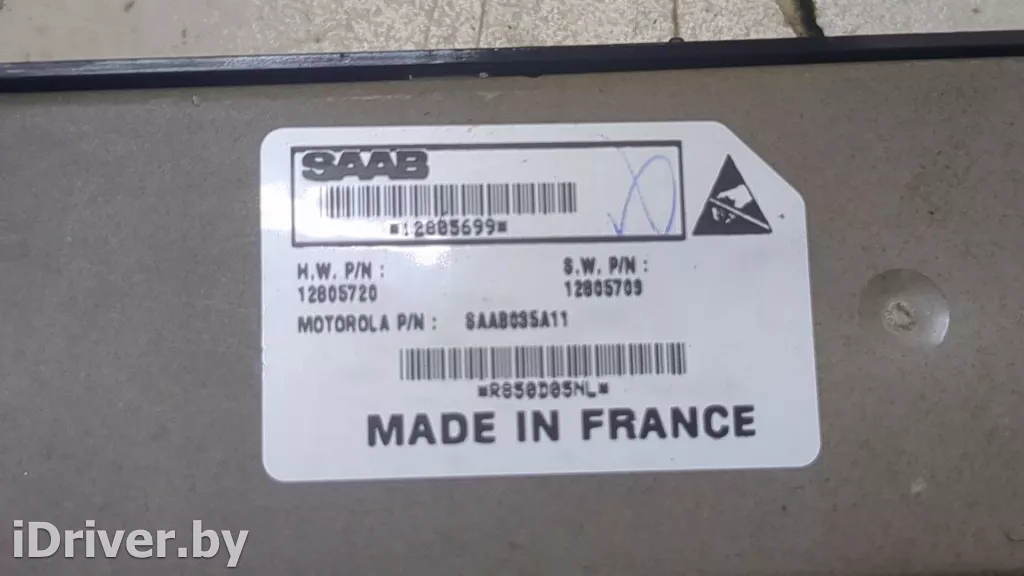 SAAB
*12805699*
H.W. P/N : S.W. P/N :
12805720 12805709
MOTOROLA P/N : SAAB035A11
*R850D05NL*
MADE IN FRANCE
iDriver.by